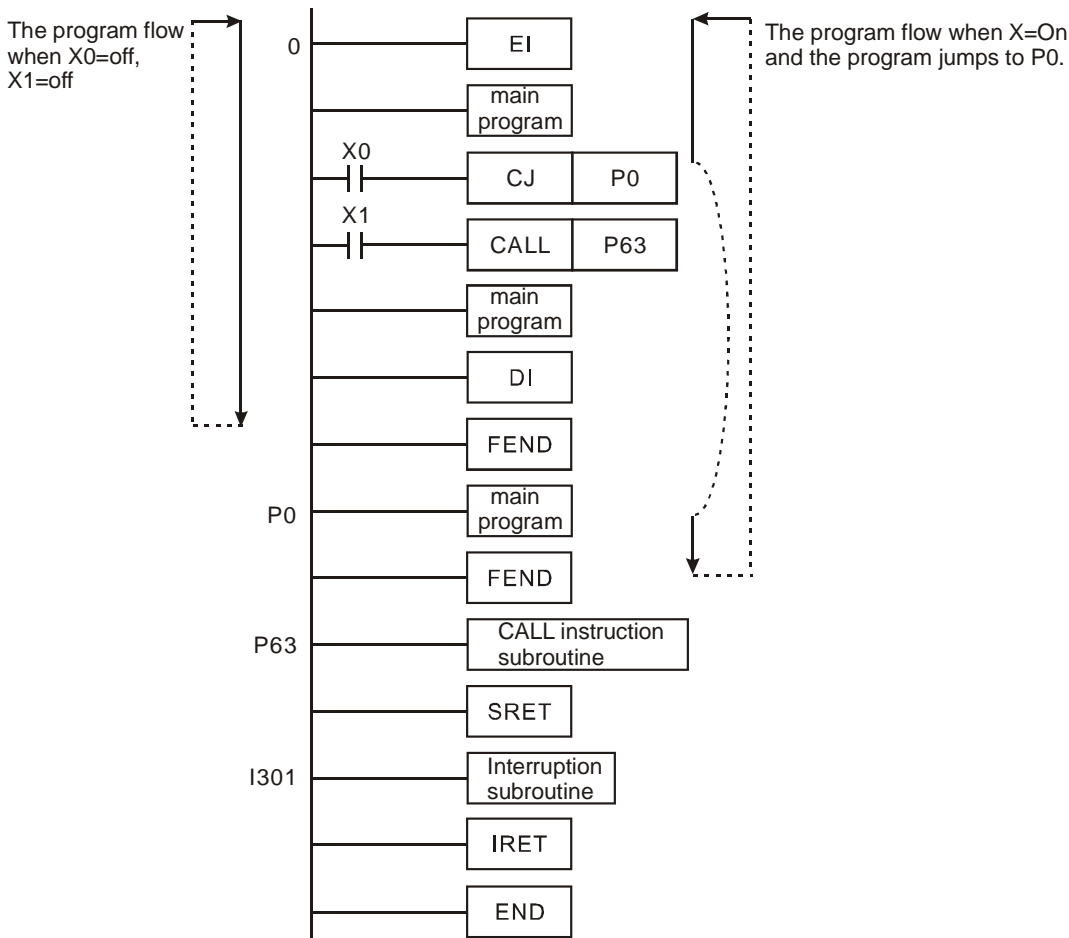 The program flow
when X0=off,
X1=off
The program flow when X=On
and the program jumps to P0.
0
EI
main
program
X0
CJ P0
X1
CALL P63
main
program
DI
FEND
P0
main
program
FEND
P63
CALL instruction
subroutine
SRET
I301
Interruption
subroutine
IRET
END